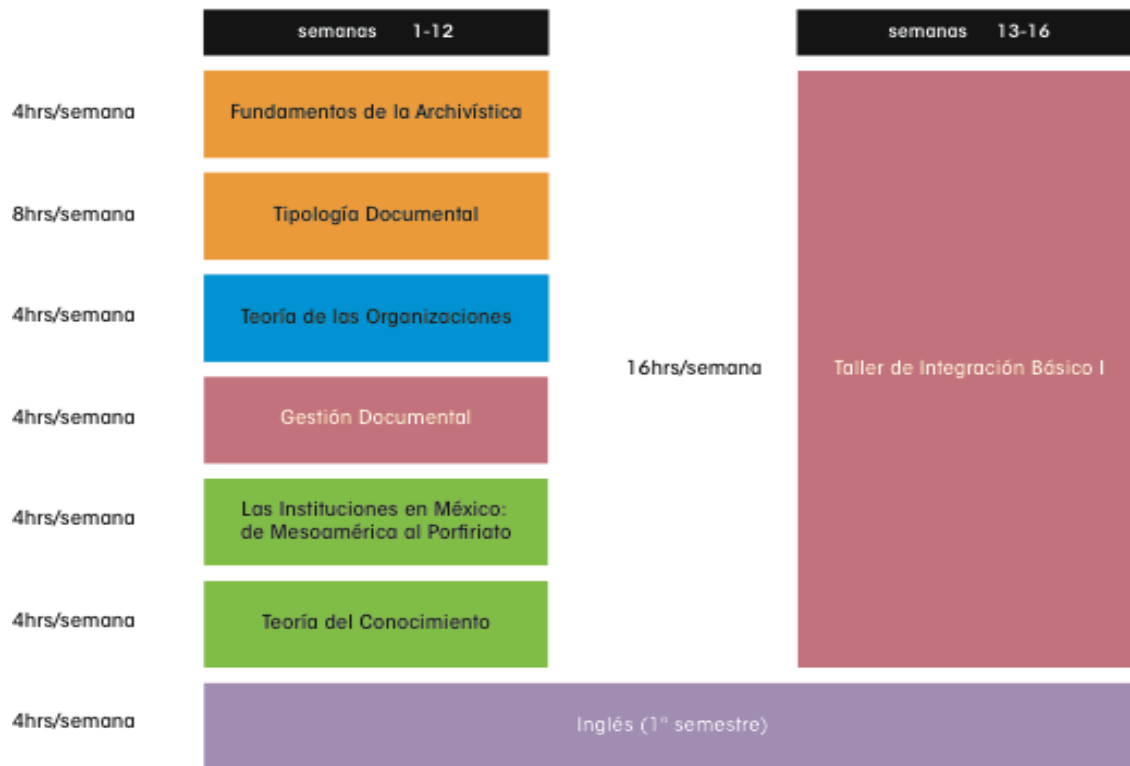 semanas 1-12
semanas 13-16
4hrs/semana
Fundamentos de la Archivística
8hrs/semana
Tipología Documental
4hrs/semana
Teoría de las Organizaciones
16hrs/semana
Taller de Integración Básico I
4hrs/semana
Gestión Documental
4hrs/semana
Las Instituciones en México:
de Mesoamérica al Porfiriato
4hrs/semana
Teoría del Conocimiento
4hrs/semana
Inglés (1º semestre)